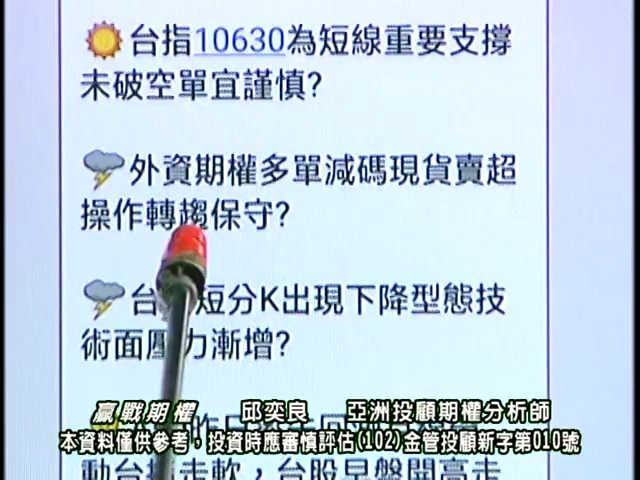 台指10630為短線重要支撐
未破空單宜謹慎?
外資期權多單減碼現貨賣超
操作轉趨保守?
台 短分K出現下降型態技
術面壓力漸增?
贏戰期權 邱奕良 亞洲投顧期權分析師
本資料僅供參考，投資時應審慎評估(102)金管投顧新字第010號
動台 走軟，台股早盤開高走